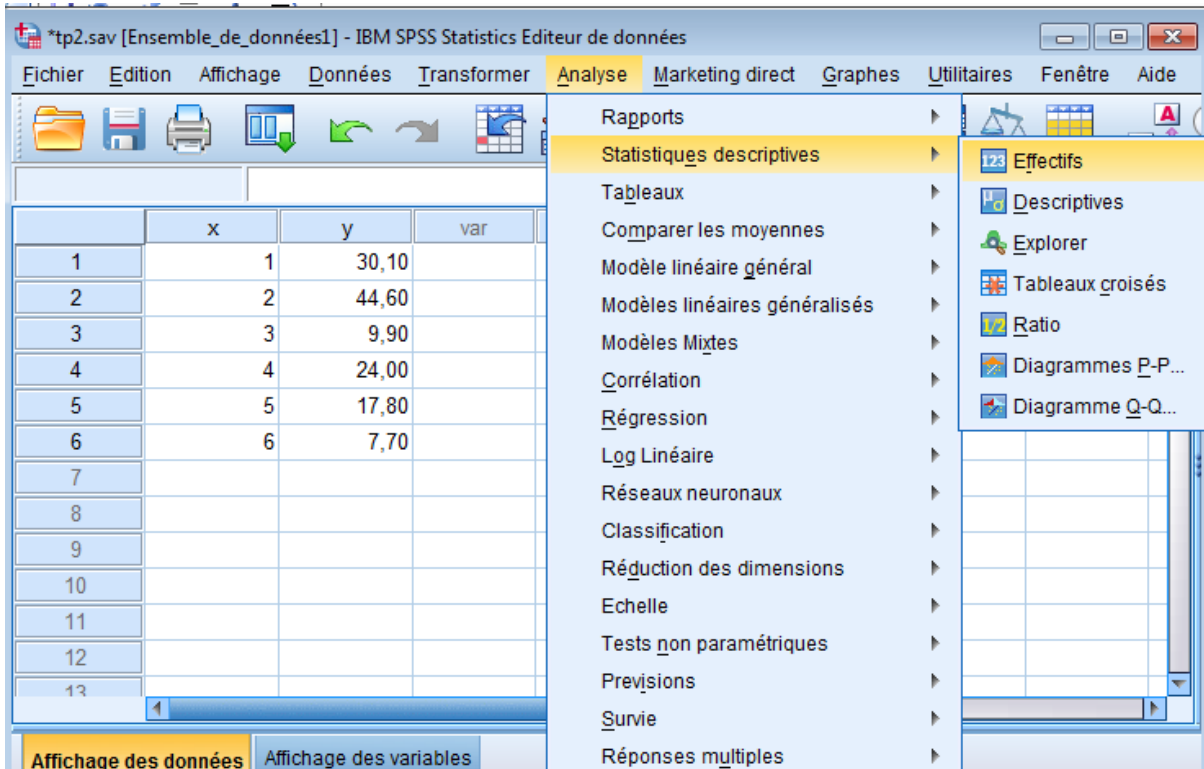 *tp2.sav [Ensemble_de_données1] - IBM SPSS Statistics Editeur de données
Fichier Edition Affichage Données Transformer Analyse Marketing direct Graphes Utilitaires Fenêtre Aide
Rapports
Statistiques descriptives
Tableaux
Comparer les moyennes
Modèle linéaire général
Modèles linéaires généralisés
Modèles Mixtes
Corrélation
Régression
Log Linéaire
Réseaux neuronaux
Classification
Réduction des dimensions
Echelle
Tests non paramétriques
Previsions
Survie
Réponses multiples
123 Effectifs
Descriptives
Explorer
Tableaux croisés
1/2 Ratio
Diagrammes P-P...
Diagramme Q-Q...
A
x y var
1 1 30,10
2 2 44,60
3 3 9,90
4 4 24,00
5 5 17,80
6 6 7,70
7
8
9
10
11
12
13
Affichage des données Affichage des variables